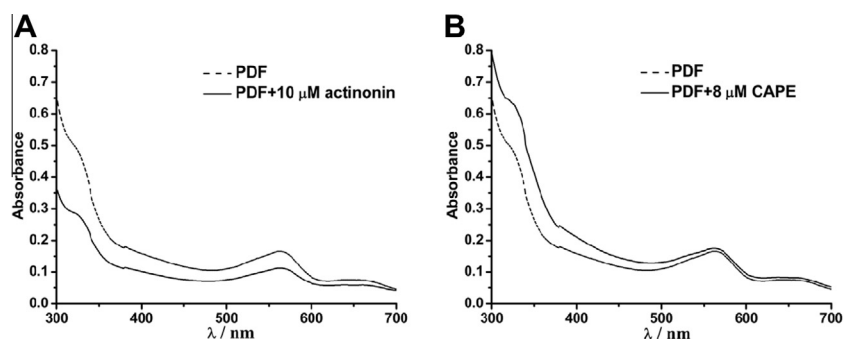 A
0.8
0.7
0.6
0.5
0.4
0.3
0.2
0.1
0.0
Absorbance
PDF
PDF+10 μM actinonin
300 400 500 600 700
λ / nm
B
0.8
0.7
0.6
0.5
0.4
0.3
0.2
0.1
0.0
Absorbance
PDF
PDF+8 μM CAPE
300 400 500 600 700
λ / nm